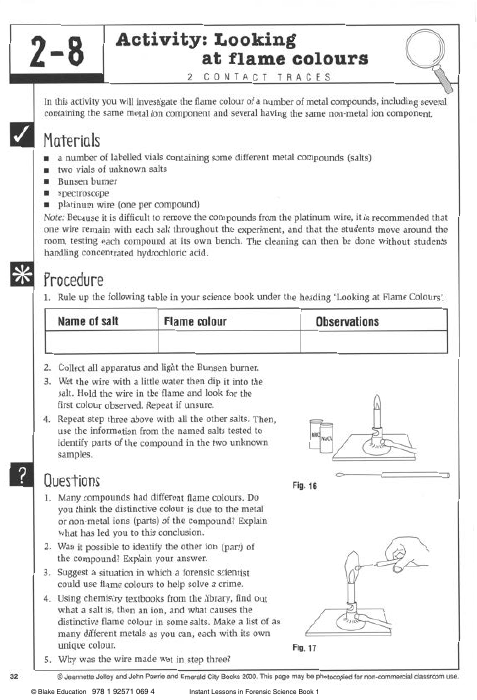 2-8
Activity: Looking
at flame colours
2 CONTACT TRACES
In this activity you will investigate the flame colour of a number of metal compounds, including several
containing the same metal ion component and several having the same non-metal ion component.
Materials
■ a number of labelled vials containing some different metal compounds (salts)
■ two vials of unknown salts
■ Bunsen burner
■ spectroscope
■ platinum wire (one per compound)
Note: Because it is difficult to remove the compounds from the platinum wire, it is recommended that
one wire remain with each salt throughout the experiment, and that the students move around the
room, testing each compound at its own bench. The cleaning can then be done without students
handling concentrated hydrochloric acid.
Procedure
1. Rule up the following table in your science book under the heading 'Looking at Flame Colours'.
Name of salt Flame colour Observations
2. Collect all apparatus and light the Bunsen burner.
3. Wet the wire with a little water then dip it into the
salt. Hold the wire in the flame and look for the
first colour observed. Repeat if unsure.
4. Repeat step three above with all the other salts. Then,
use the information from the named salts tested to
identify parts of the compound in the two unknown
samples.
Fig. 16
?
Questions
1. Many compounds had different flame colours. Do
you think the distinctive colour is due to the metal
or non-metal ions (parts) of the compound? Explain
what has led you to this conclusion.
2. Was it possible to identify the other ion (part) of
the compound? Explain your answer.
3. Suggest a situation in which a forensic scientist
could use flame colours to help solve a crime.
4. Using chemistry textbooks from the library, find out
what a salt is, then an ion, and what causes the
distinctive flame colour in some salts. Make a list of as
many different metals as you can, each with its own
unique colour.
5. Why was the wire made wet in step three?
Fig. 17
32 © Jeannette Jolley and John Powrie and Emerald City Books 2000. This page may be photocopied for non-commercial classroom use.
© Blake Education 978 1 92571 069 4 Instant Lessons in Forensic Science Book 1